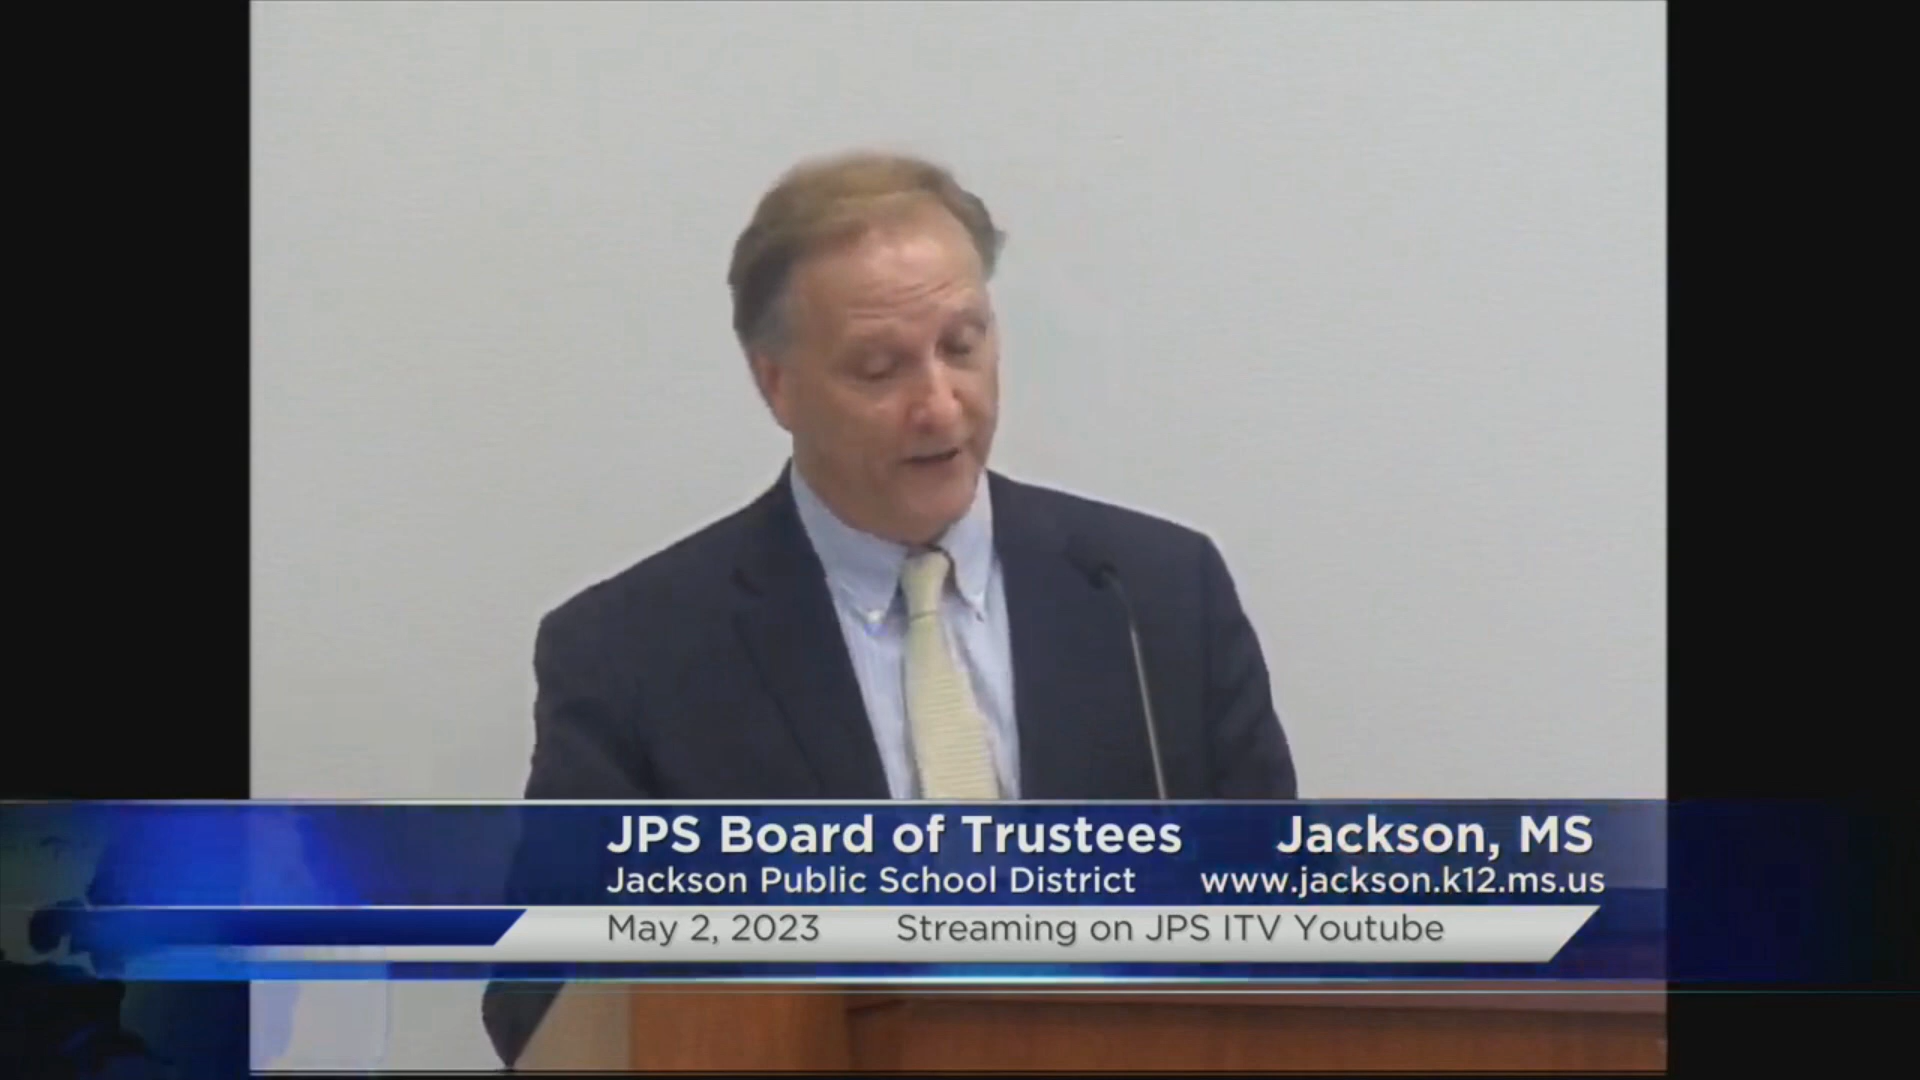 JPS Board of Trustees Jackson, MS
Jackson Public School District www.jackson.k12.ms.us
May 2, 2023 Streaming on JPS ITV Youtube